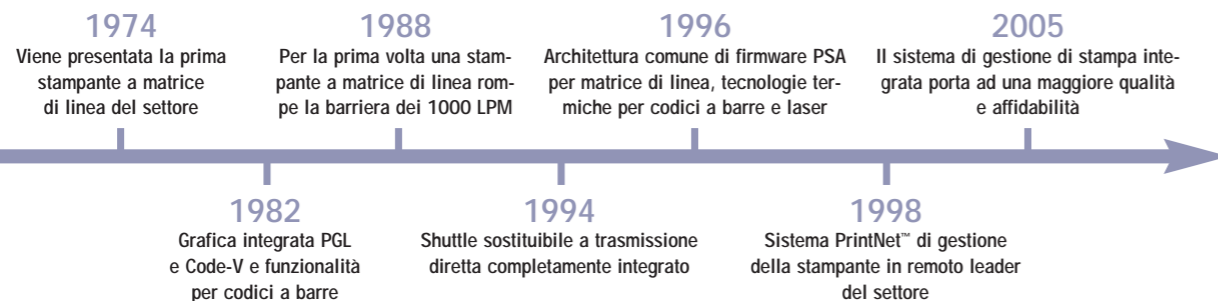 1974
Viene presentata la prima
stampante a matrice
di linea del settore
1988
Per la prima volta una stam-
pante a matrice di linea rom-
pe la barriera dei 1000 LPM
1996
Architettura comune di firmware PSA
per matrice di linea, tecnologie ter-
miche per codici a barre e laser
2005
Il sistema di gestione di stampa inte-
grata porta ad una maggiore qualità
e affidabilità
1982
Grafica integrata PGL
e Code-V e funzionalità
per codici a barre
1994
Shuttle sostituibile a trasmissione
diretta completamente integrato
1998
Sistema PrintNet™ di gestione
della stampante in remoto leader
del settore